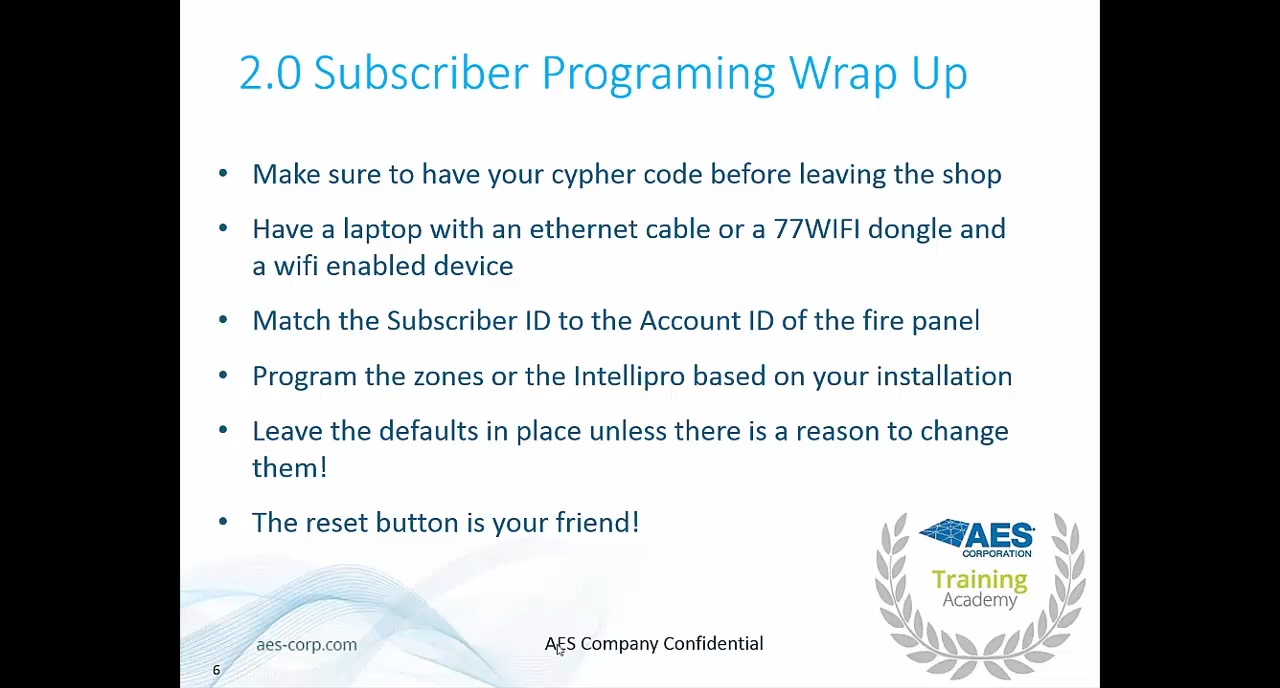 2.0 Subscriber Programing Wrap Up
• Make sure to have your cypher code before leaving the shop
• Have a laptop with an ethernet cable or a 77WIFI dongle and
a wifi enabled device
• Match the Subscriber ID to the Account ID of the fire panel
• Program the zones or the Intellipro based on your installation
• Leave the defaults in place unless there is a reason to change
them!
• The reset button is your friend!
AES
CORPORATION
Training
Academy
aes-corp.com
AES Company Confidential
6